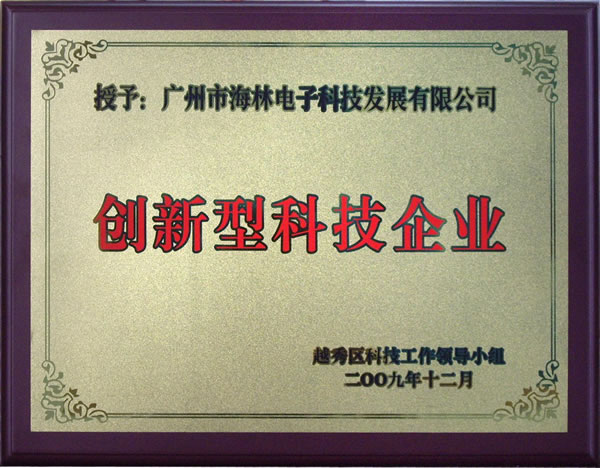 授予：广州市海林电子科技发展有限公司
创新型科技企业
越秀区科技工作领导小组
二OO九年十二月